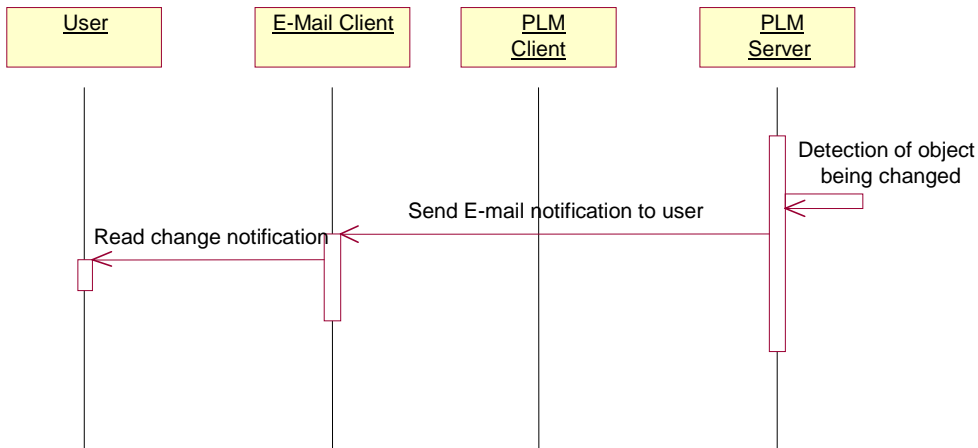 User
E-Mail Client
PLM
Client
PLM
Server
Detection of object
being changed
Send E-mail notification to user
Read change notification